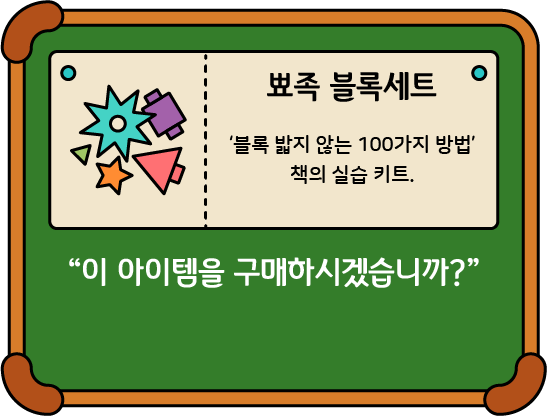 뾰족 블록세트
‘블록 밟지 않는 100가지 방법’
책의 실습 키트.
“이 아이템을 구매하시겠습니까?”